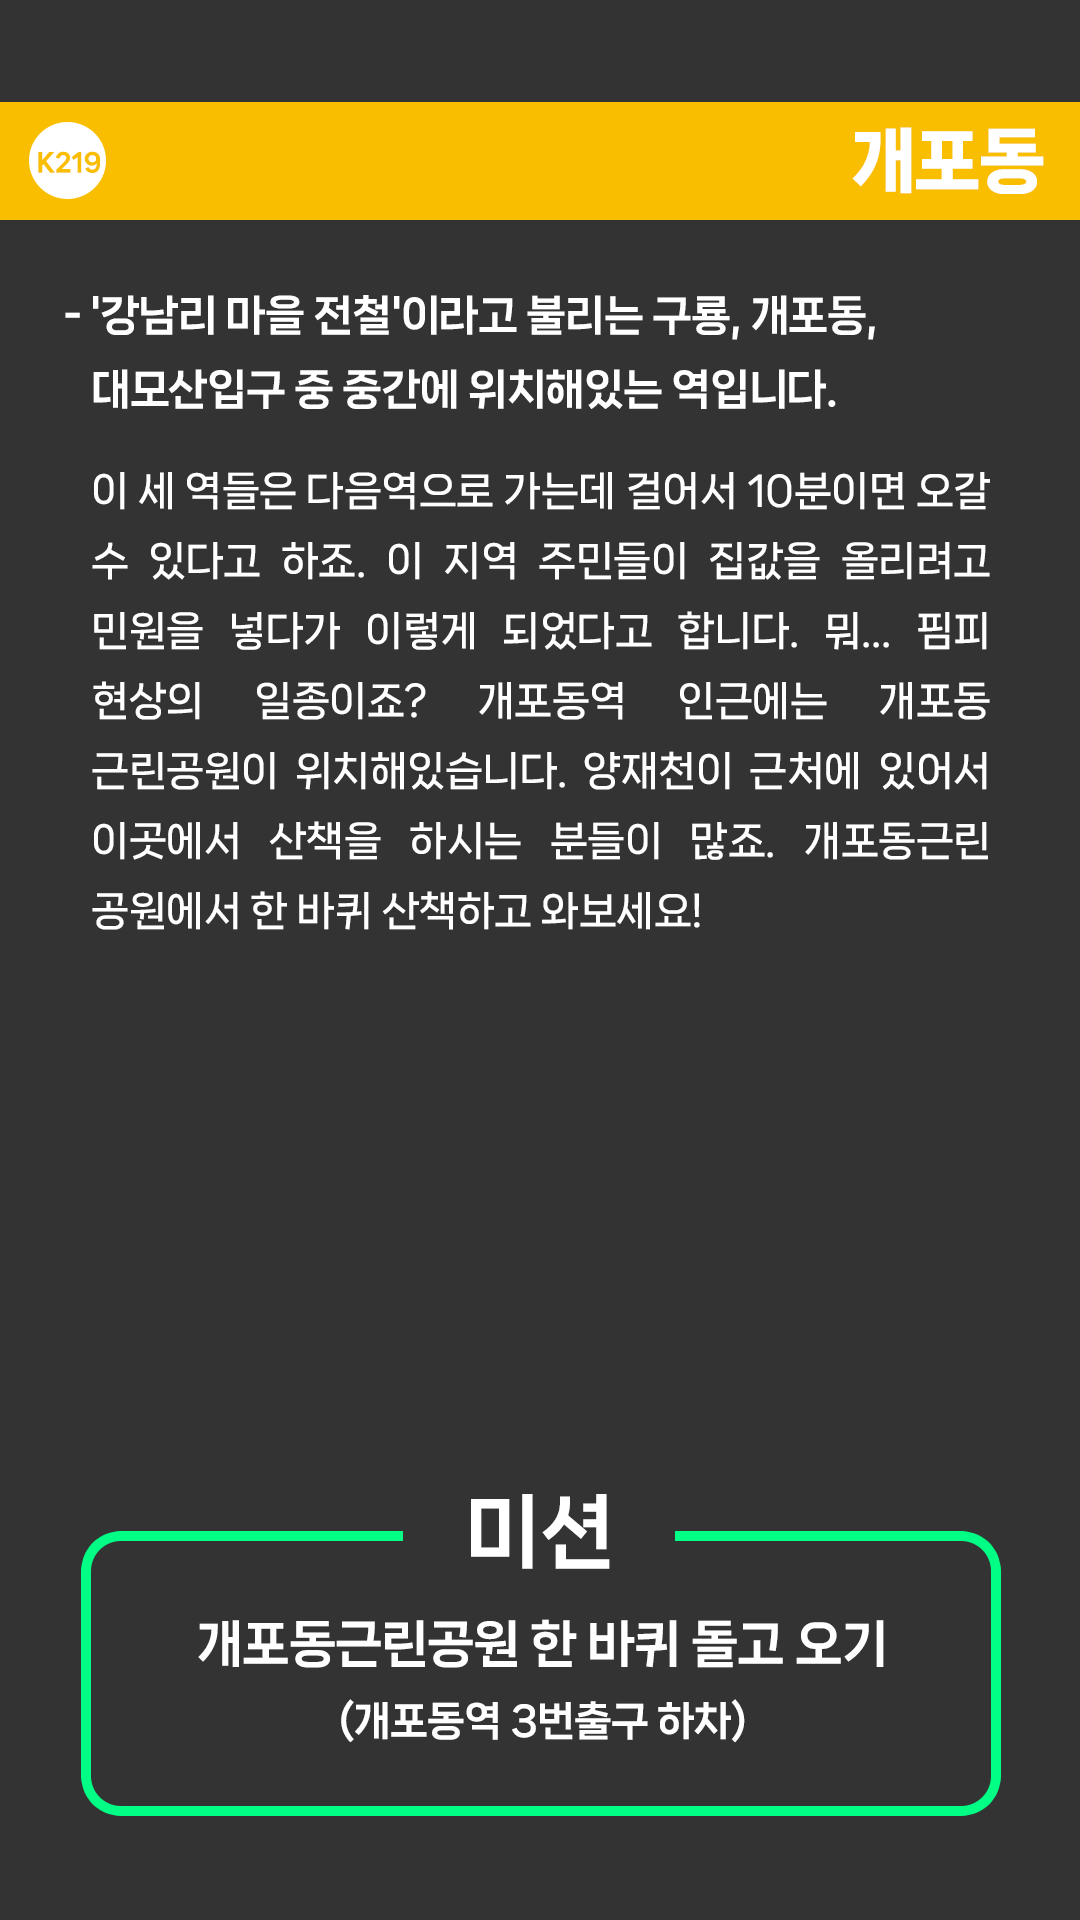 K219
개포동
- '강남리 마을 전철'이라고 불리는 구룡, 개포동,
대모산입구 중 중간에 위치해있는 역입니다.
이 세 역들은 다음역으로 가는데 걸어서 10분이면 오갈
수 있다고 하죠. 이 지역 주민들이 집값을 올리려고
민원을 넣다가 이렇게 되었다고 합니다. 뭐... 핌피
현상의 일종이죠? 개포동역 인근에는 개포동
근린공원이 위치해있습니다. 양재천이 근처에 있어서
이곳에서 산책을 하시는 분들이 많죠. 개포동근린
공원에서 한 바퀴 산책하고 와보세요!
미션
개포동근린공원 한 바퀴 돌고 오기
(개포동역 3번출구 하차)